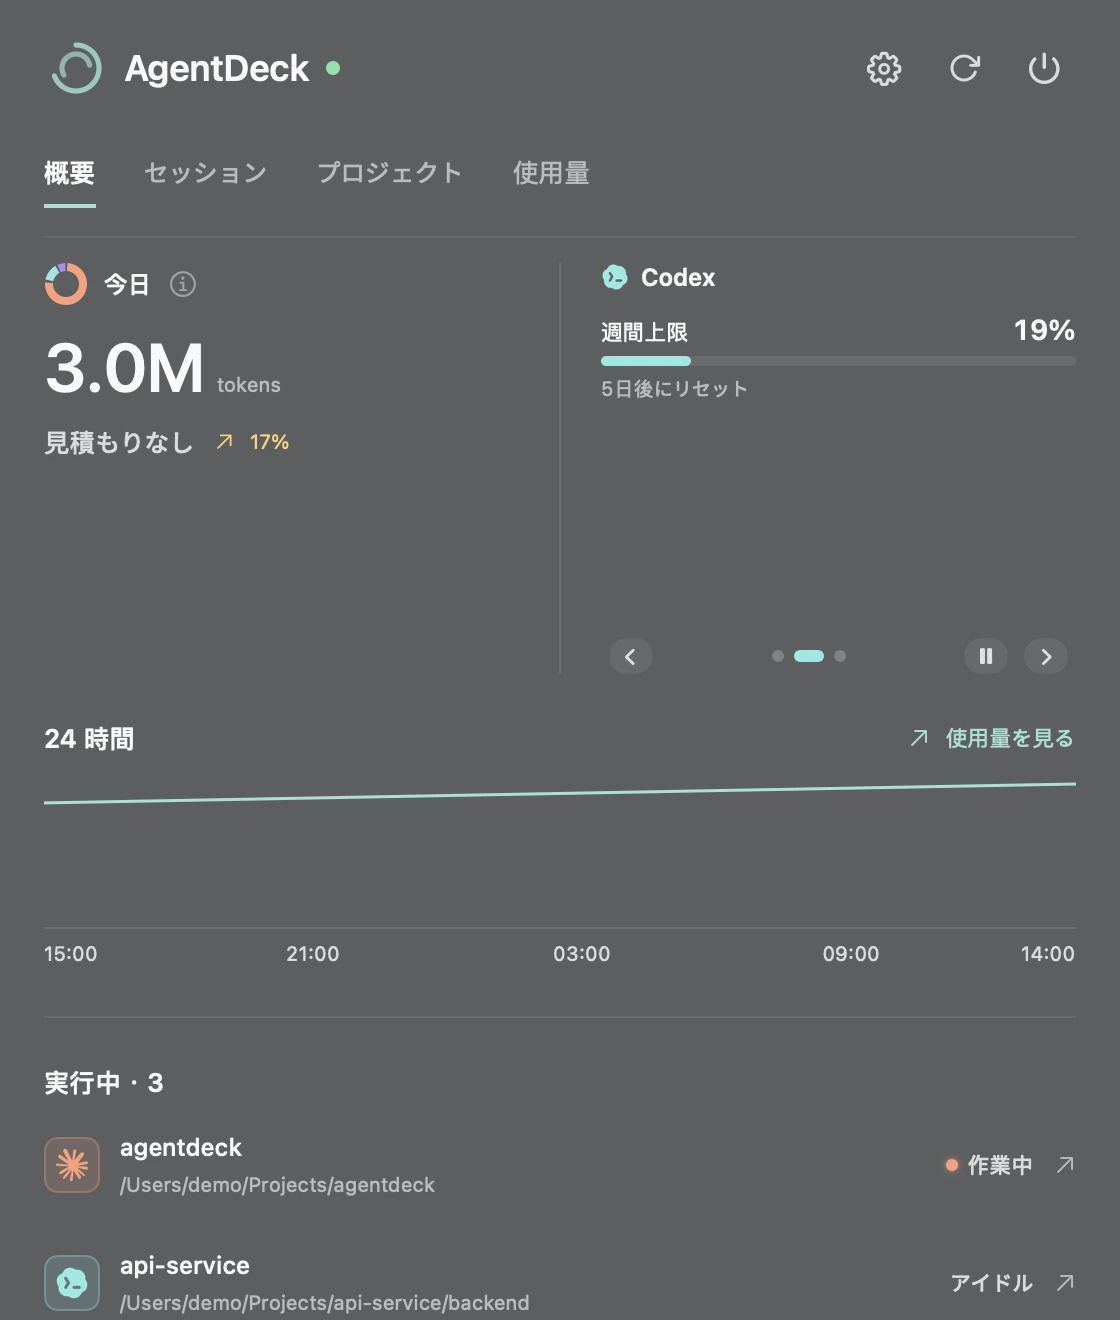 AgentDeck
概要 セッション プロジェクト 使用量
今日
3.0M tokens
見積もりなし 17%
Codex
週間上限 19%
5日後にリセット
24 時間
使用量を見る
15:00 21:00 03:00 09:00 14:00
実行中 · 3
agentdeck
/Users/demo/Projects/agentdeck
作業中
api-service
/Users/demo/Projects/api-service/backend
アイドル